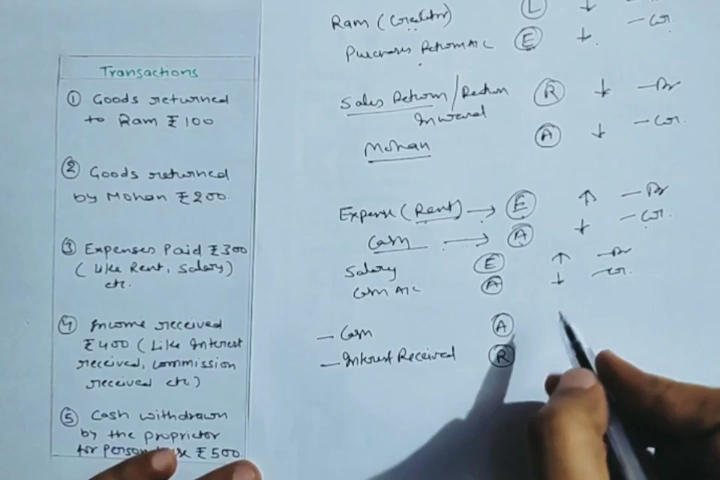 Transactions
① Goods returned
to Ram ₹100
② Goods returned
by Mohan ₹200.
③ Expenses Paid ₹300
(Like Rent, Salary)
etc.
④ Income received
₹400 (Like Interest
received, commission
received etc)
⑤ Cash withdrawn
by the proprietor
for person use ₹500
Ram (Creditor) L ↓ - Cr.
Purchases Return A/c E ↓ - Cr.
Sales Return / Return R ↓ - Dr
Inward
Mohan A ↓ - Cr.
Expense (Rent) → E ↑ - Dr
Cash → A ↓ - Cr.
Salary E ↑ - Dr
Cash A/c A ↓ - Cr.
- Cash A
- Interest Received R